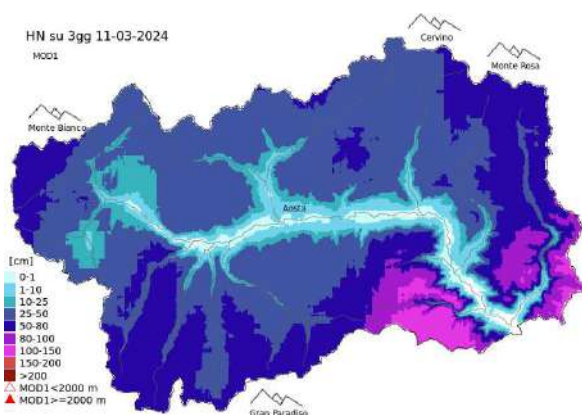 HN su 3gg 11-03-2024
MOD1
Cervino
Monte Rosa
Monte Bianco
Aosta
[cm]
0-1
1-10
10-25
25-50
50-80
80-100
100-150
150-200
>200
MOD1<2000 m
MOD1>=2000 m
Gran Paradiso